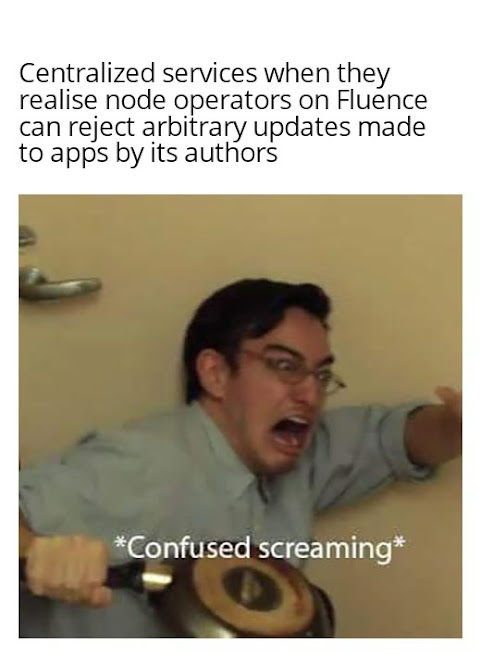 Centralized services when they
realise node operators on Fluence
can reject arbitrary updates made
to apps by its authors
*Confused screaming*